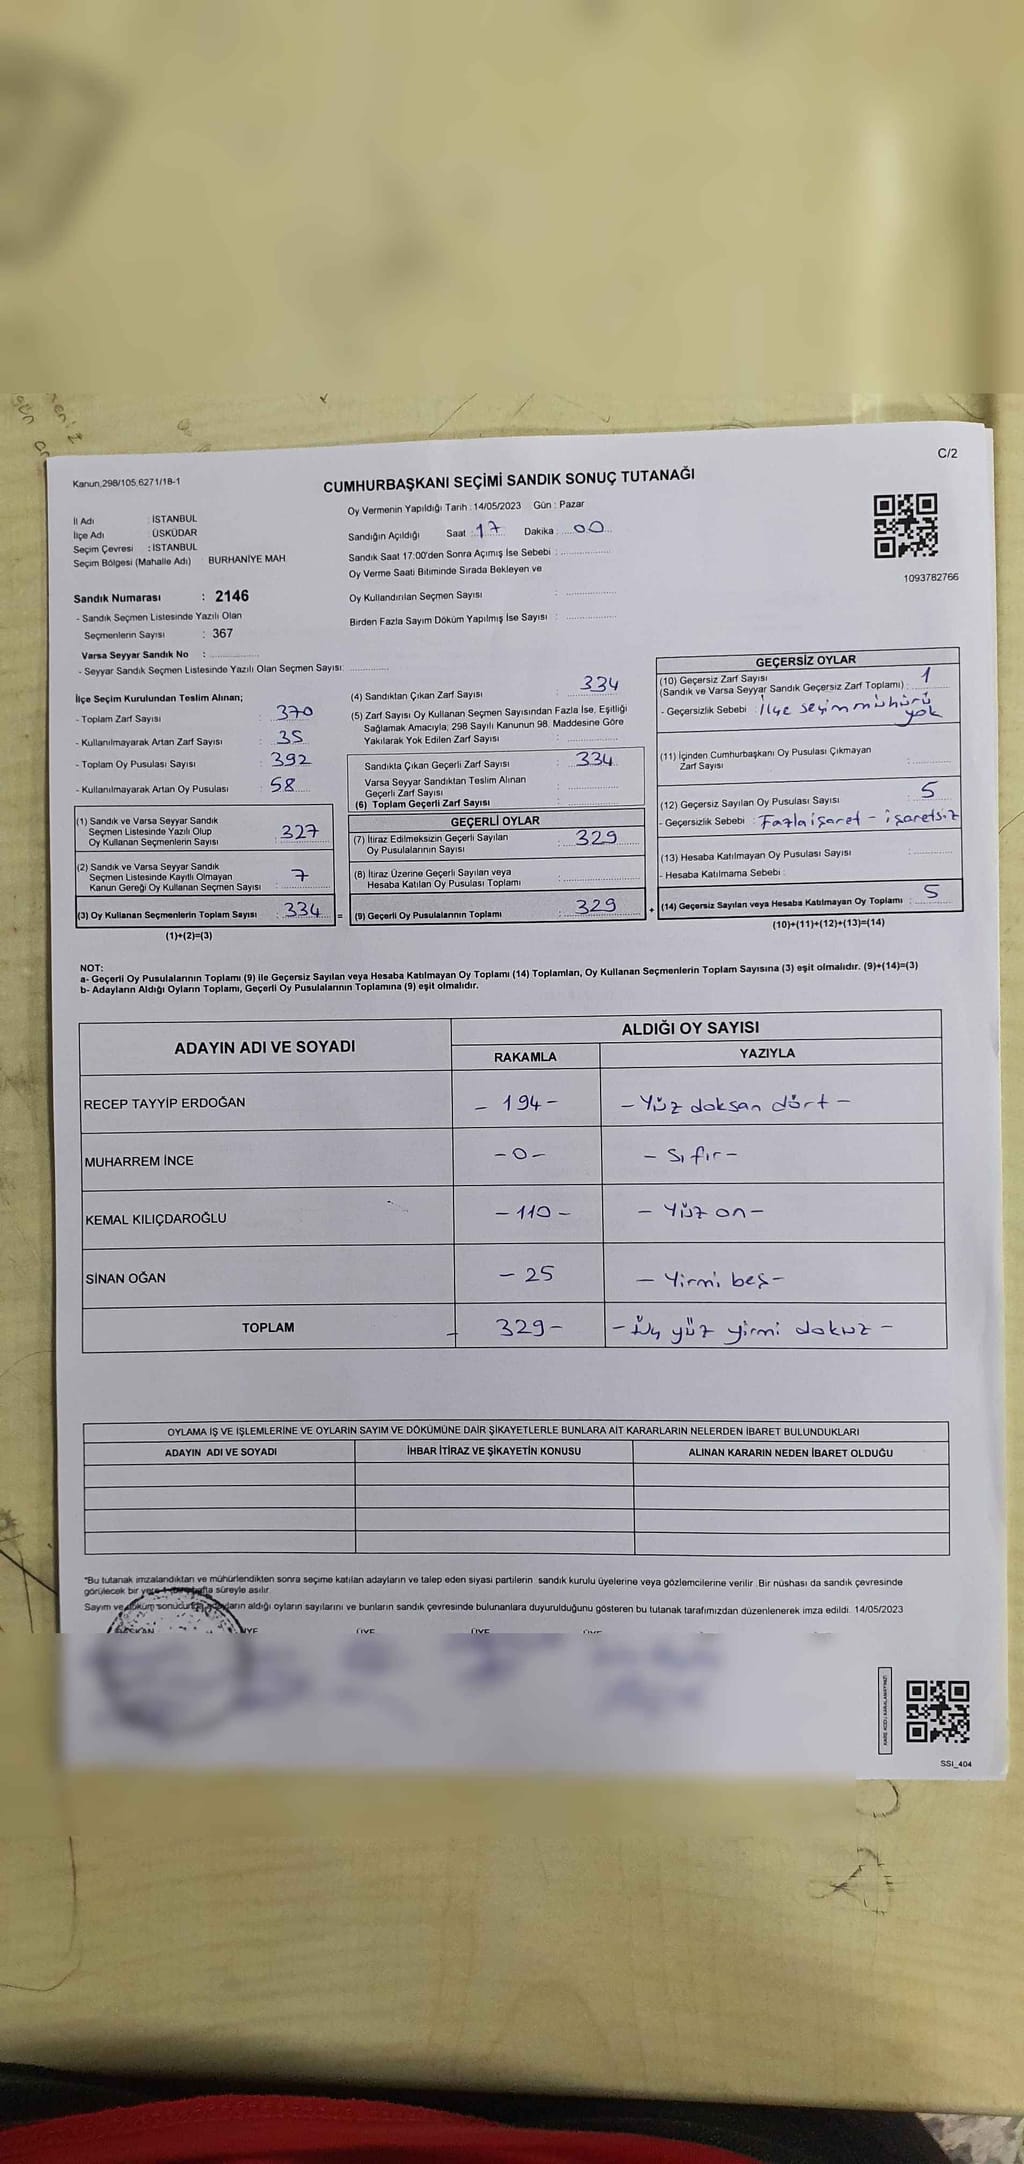 C/2
Kanun.298/105,6271/18-1
CUMHURBAŞKANI SEÇİMİ SANDIK SONUÇ TUTANAĞI
Oy Vermenin Yapıldığı Tarih : 14/05/2023 Gün : Pazar
İl Adı : İSTANBUL
İlçe Adı : ÜSKÜDAR
Seçim Çevresi : İSTANBUL
Seçim Bölgesi (Mahalle Adı) BURHANİYE MAH
Sandığın Açıldığı Saat : 17 Dakika : 00
Sandık Saat 17:00'den Sonra Açımış İse Sebebi :
Oy Verme Saati Bitiminde Sırada Bekleyen ve
Oy Kullandırılan Seçmen Sayısı :
Birden Fazla Sayım Döküm Yapılmış İse Sayısı :
1093782766
Sandık Numarası : 2146
- Sandık Seçmen Listesinde Yazılı Olan
Seçmenlerin Sayısı : 367
Varsa Seyyar Sandık No :
- Seyyar Sandık Seçmen Listesinde Yazılı Olan Seçmen Sayısı:
İlçe Seçim Kurulundan Teslim Alınan;
- Toplam Zarf Sayısı : 370
- Kullanılmayarak Artan Zarf Sayısı : 35
- Toplam Oy Pusulası Sayısı : 392
- Kullanılmayarak Artan Oy Pusulası : 58
(1) Sandık ve Varsa Seyyar Sandık
Seçmen Listesinde Yazılı Olup
Oy Kullanan Seçmenlerin Sayısı : 327
(2) Sandık ve Varsa Seyyar Sandık
Seçmen Listesinde Kayıtlı Olmayan
Kanun Gereği Oy Kullanan Seçmen Sayısı : 7
(3) Oy Kullanan Seçmenlerin Toplam Sayısı : 334 =
(1)+(2)=(3)
(4) Sandıktan Çıkan Zarf Sayısı : 334
(5) Zarf Sayısı Oy Kullanan Seçmen Sayısından Fazla İse, Eşitliği
Sağlamak Amacıyla, 298 Sayılı Kanunun 98. Maddesine Göre
Yakılarak Yok Edilen Zarf Sayısı :
Sandıkta Çıkan Geçerli Zarf Sayısı : 334
Varsa Seyyar Sandıktan Teslim Alınan
Geçerli Zarf Sayısı :
(6) Toplam Geçerli Zarf Sayısı :
GEÇERLİ OYLAR
(7) İtiraz Edilmeksizin Geçerli Sayılan
Oy Pusulalarının Sayısı : 329
(8) İtiraz Üzerine Geçerli Sayılan veya
Hesaba Katılan Oy Pusulası Toplamı :
(9) Geçerli Oy Pusulalarının Toplamı : 329 +
GEÇERSİZ OYLAR
(10) Geçersiz Zarf Sayısı
(Sandık ve Varsa Seyyar Sandık Geçersiz Zarf Toplamı) : 1
- Geçersizlik Sebebi : İlçe seçim mühürü
yok
(11) İçinden Cumhurbaşkanı Oy Pusulası Çıkmayan
Zarf Sayısı :
(12) Geçersiz Sayılan Oy Pusulası Sayısı : 5
- Geçersizlik Sebebi : Fazla işaret - işaretsiz
(13) Hesaba Katılmayan Oy Pusulası Sayısı :
- Hesaba Katılmama Sebebi :
(14) Geçersiz Sayılan veya Hesaba Katılmayan Oy Toplamı : 5
(10)+(11)+(12)+(13)=(14)
NOT:
a- Geçerli Oy Pusulalarının Toplamı (9) ile Geçersiz Sayılan veya Hesaba Katılmayan Oy Toplamı (14) Toplamları, Oy Kullanan Seçmenlerin Toplam Sayısına (3) eşit olmalıdır. (9)+(14)=(3)
b- Adayların Aldığı Oyların Toplamı, Geçerli Oy Pusulalarının Toplamına (9) eşit olmalıdır.
ADAYIN ADI VE SOYADI
ALDIĞI OY SAYISI
RAKAMLA YAZIYLA
RECEP TAYYİP ERDOĞAN - 194 - - Yüz doksan dört -
MUHARREM İNCE - 0 - - Sıfır -
KEMAL KILIÇDAROĞLU - 110 - - Yüz on -
SİNAN OĞAN - 25 - Yirmi beş -
TOPLAM - 329 - - Üç yüz yirmi dokuz -
OYLAMA İŞ VE İŞLEMLERİNE VE OYLARIN SAYIM VE DÖKÜMÜNE DAİR ŞİKAYETLERLE BUNLARA AİT KARARLARIN NELERDEN İBARET BULUNDUKLARI
ADAYIN ADI VE SOYADI İHBAR İTİRAZ VE ŞİKAYETİN KONUSU ALINAN KARARIN NEDEN İBARET OLDUĞU
"Bu tutanak imzalandıktan ve mühürlendikten sonra seçime katılan adayların ve talep eden siyasi partilerin sandık kurulu üyelerine veya gözlemcilerine verilir. Bir nüshası da sandık çevresinde
görülecek bir yere 1 (bir) hafta süreyle asılır.
Sayım ve döküm sonucunda adayların aldığı oyların sayılarını ve bunların sandık çevresinde bulunanlara duyurulduğunu gösteren bu tutanak tarafımızdan düzenlenerek imza edildi. 14/05/2023
BAŞKAN ÜYE ÜYE ÜYE ÜYE
SSI_404